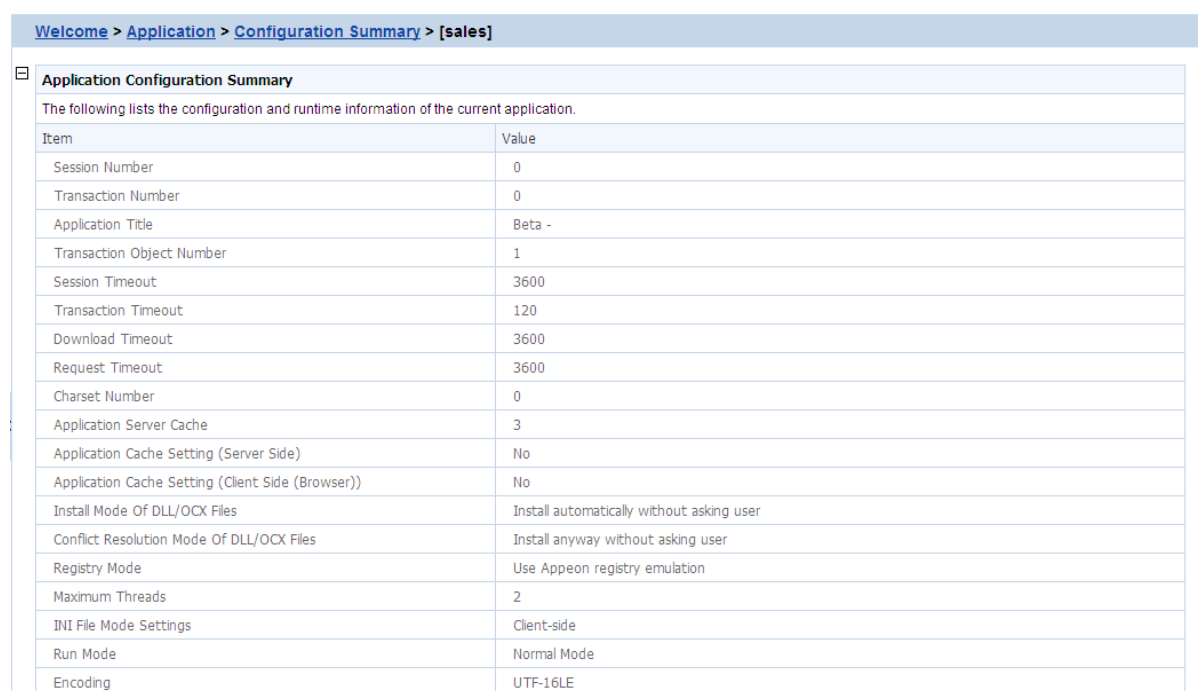 Welcome > Application > Configuration Summary > [sales]
Application Configuration Summary
The following lists the configuration and runtime information of the current application.
Item Value
Session Number 0
Transaction Number 0
Application Title Beta -
Transaction Object Number 1
Session Timeout 3600
Transaction Timeout 120
Download Timeout 3600
Request Timeout 3600
Charset Number 0
Application Server Cache 3
Application Cache Setting (Server Side) No
Application Cache Setting (Client Side (Browser)) No
Install Mode Of DLL/OCX Files Install automatically without asking user
Conflict Resolution Mode Of DLL/OCX Files Install anyway without asking user
Registry Mode Use Appeon registry emulation
Maximum Threads 2
INI File Mode Settings Client-side
Run Mode Normal Mode
Encoding UTF-16LE